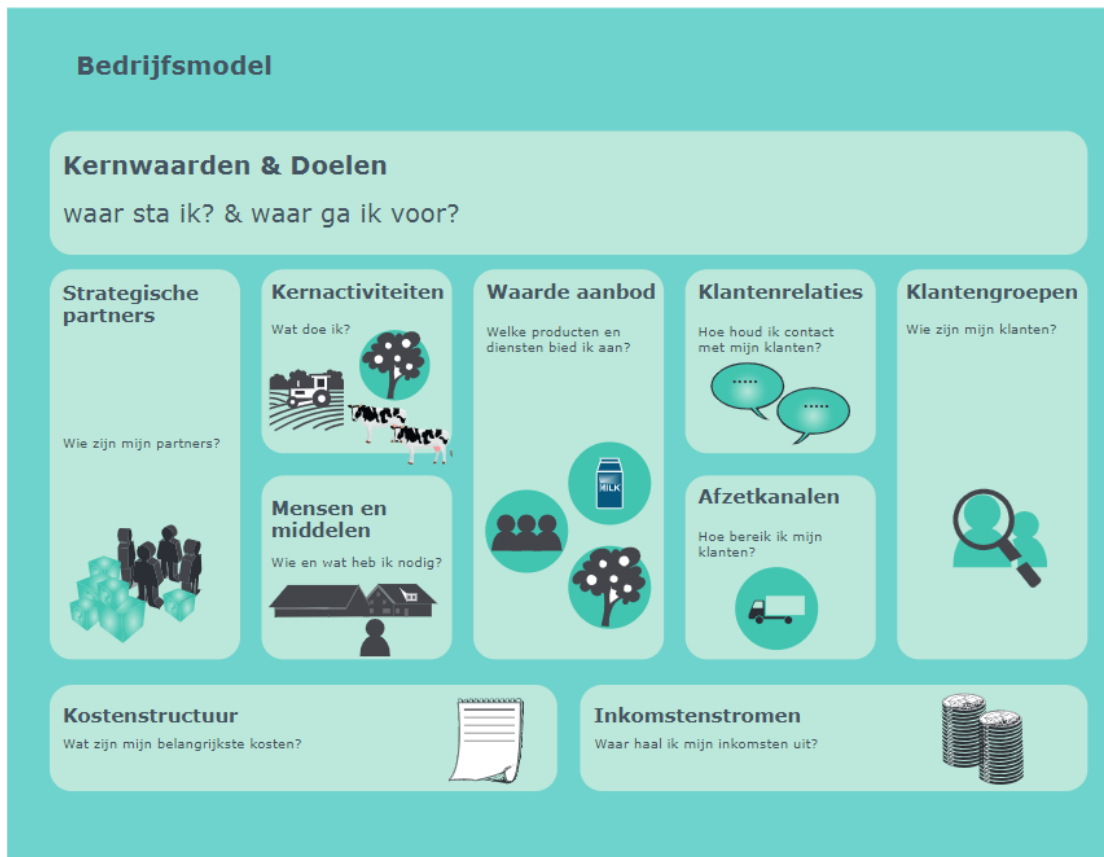 Bedrijfsmodel
Kernwaarden & Doelen
waar sta ik? & waar ga ik voor?
Strategische
partners
Wie zijn mijn partners?
Kernactiviteiten
Wat doe ik?
Mensen en
middelen
Wie en wat heb ik nodig?
Waarde aanbod
Welke producten en
diensten bied ik aan?
MILK
Klantenrelaties
Hoe houd ik contact
met mijn klanten?
.....
.....
Afzetkanalen
Hoe bereik ik mijn
klanten?
Klantengroepen
Wie zijn mijn klanten?
Kostenstructuur
Wat zijn mijn belangrijkste kosten?
Inkomstenstromen
Waar haal ik mijn inkomsten uit?